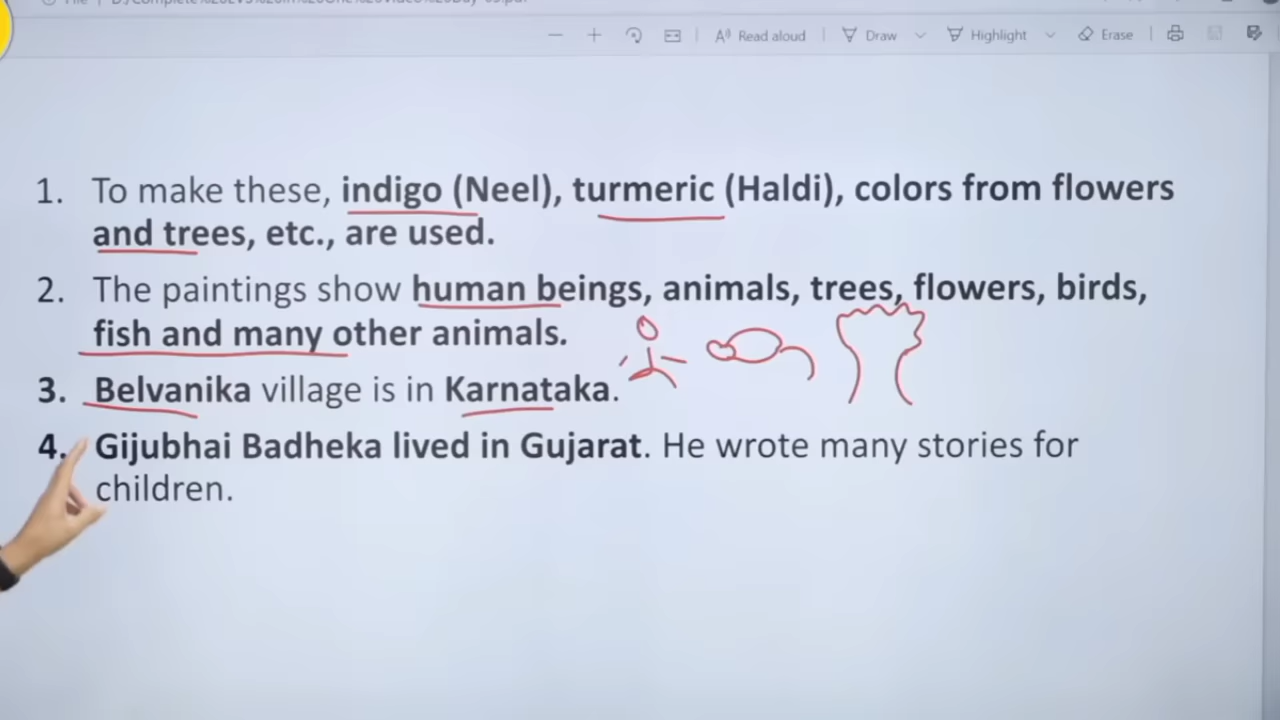 Read aloud
Draw
Highlight
Erase
1. To make these, indigo (Neel), turmeric (Haldi), colors from flowers
and trees, etc., are used.
2. The paintings show human beings, animals, trees, flowers, birds,
fish and many other animals.
3. Belvanika village is in Karnataka.
4. Gijubhai Badheka lived in Gujarat. He wrote many stories for
children.